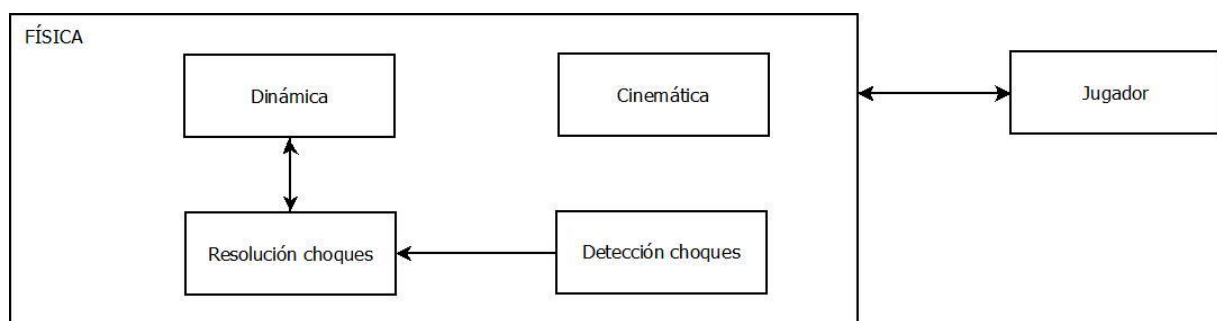 FÍSICA
Dinámica
Cinemática
Jugador
Resolución choques
Detección choques